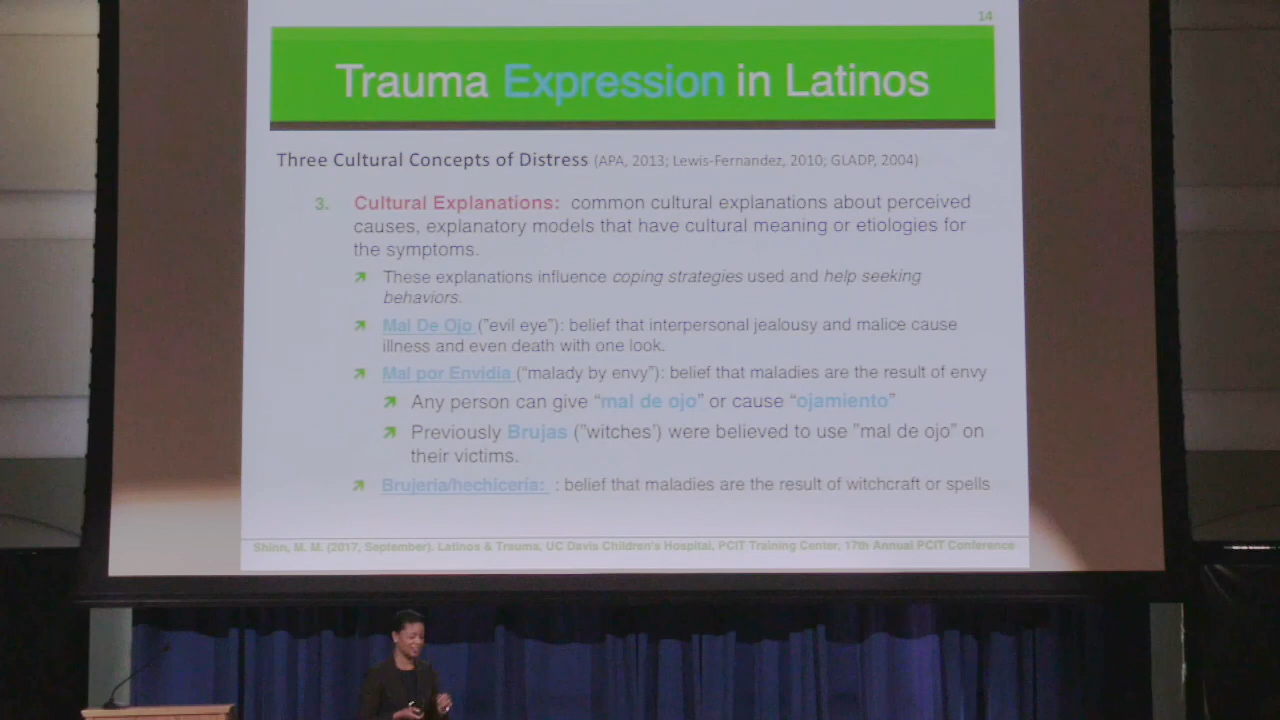 14
Trauma Expression in Latinos
Three Cultural Concepts of Distress (APA, 2013; Lewis-Fernandez, 2010; GLADP, 2004)
3. Cultural Explanations: common cultural explanations about perceived
causes, explanatory models that have cultural meaning or etiologies for
the symptoms.
These explanations influence coping strategies used and help seeking
behaviors.
Mal De Ojo ("evil eye"): belief that interpersonal jealousy and malice cause
illness and even death with one look.
Mal por Envidia ("malady by envy"): belief that maladies are the result of envy
Any person can give "mal de ojo" or cause "ojamiento"
Previously Brujas ("witches') were believed to use "mal de ojo" on
their victims.
Brujería/hechicería: : belief that maladies are the result of witchcraft or spells
Shinn, M. M. (2017, September). Latinos & Trauma, UC Davis Children's Hospital, PCIT Training Center, 17th Annual PCIT Conference